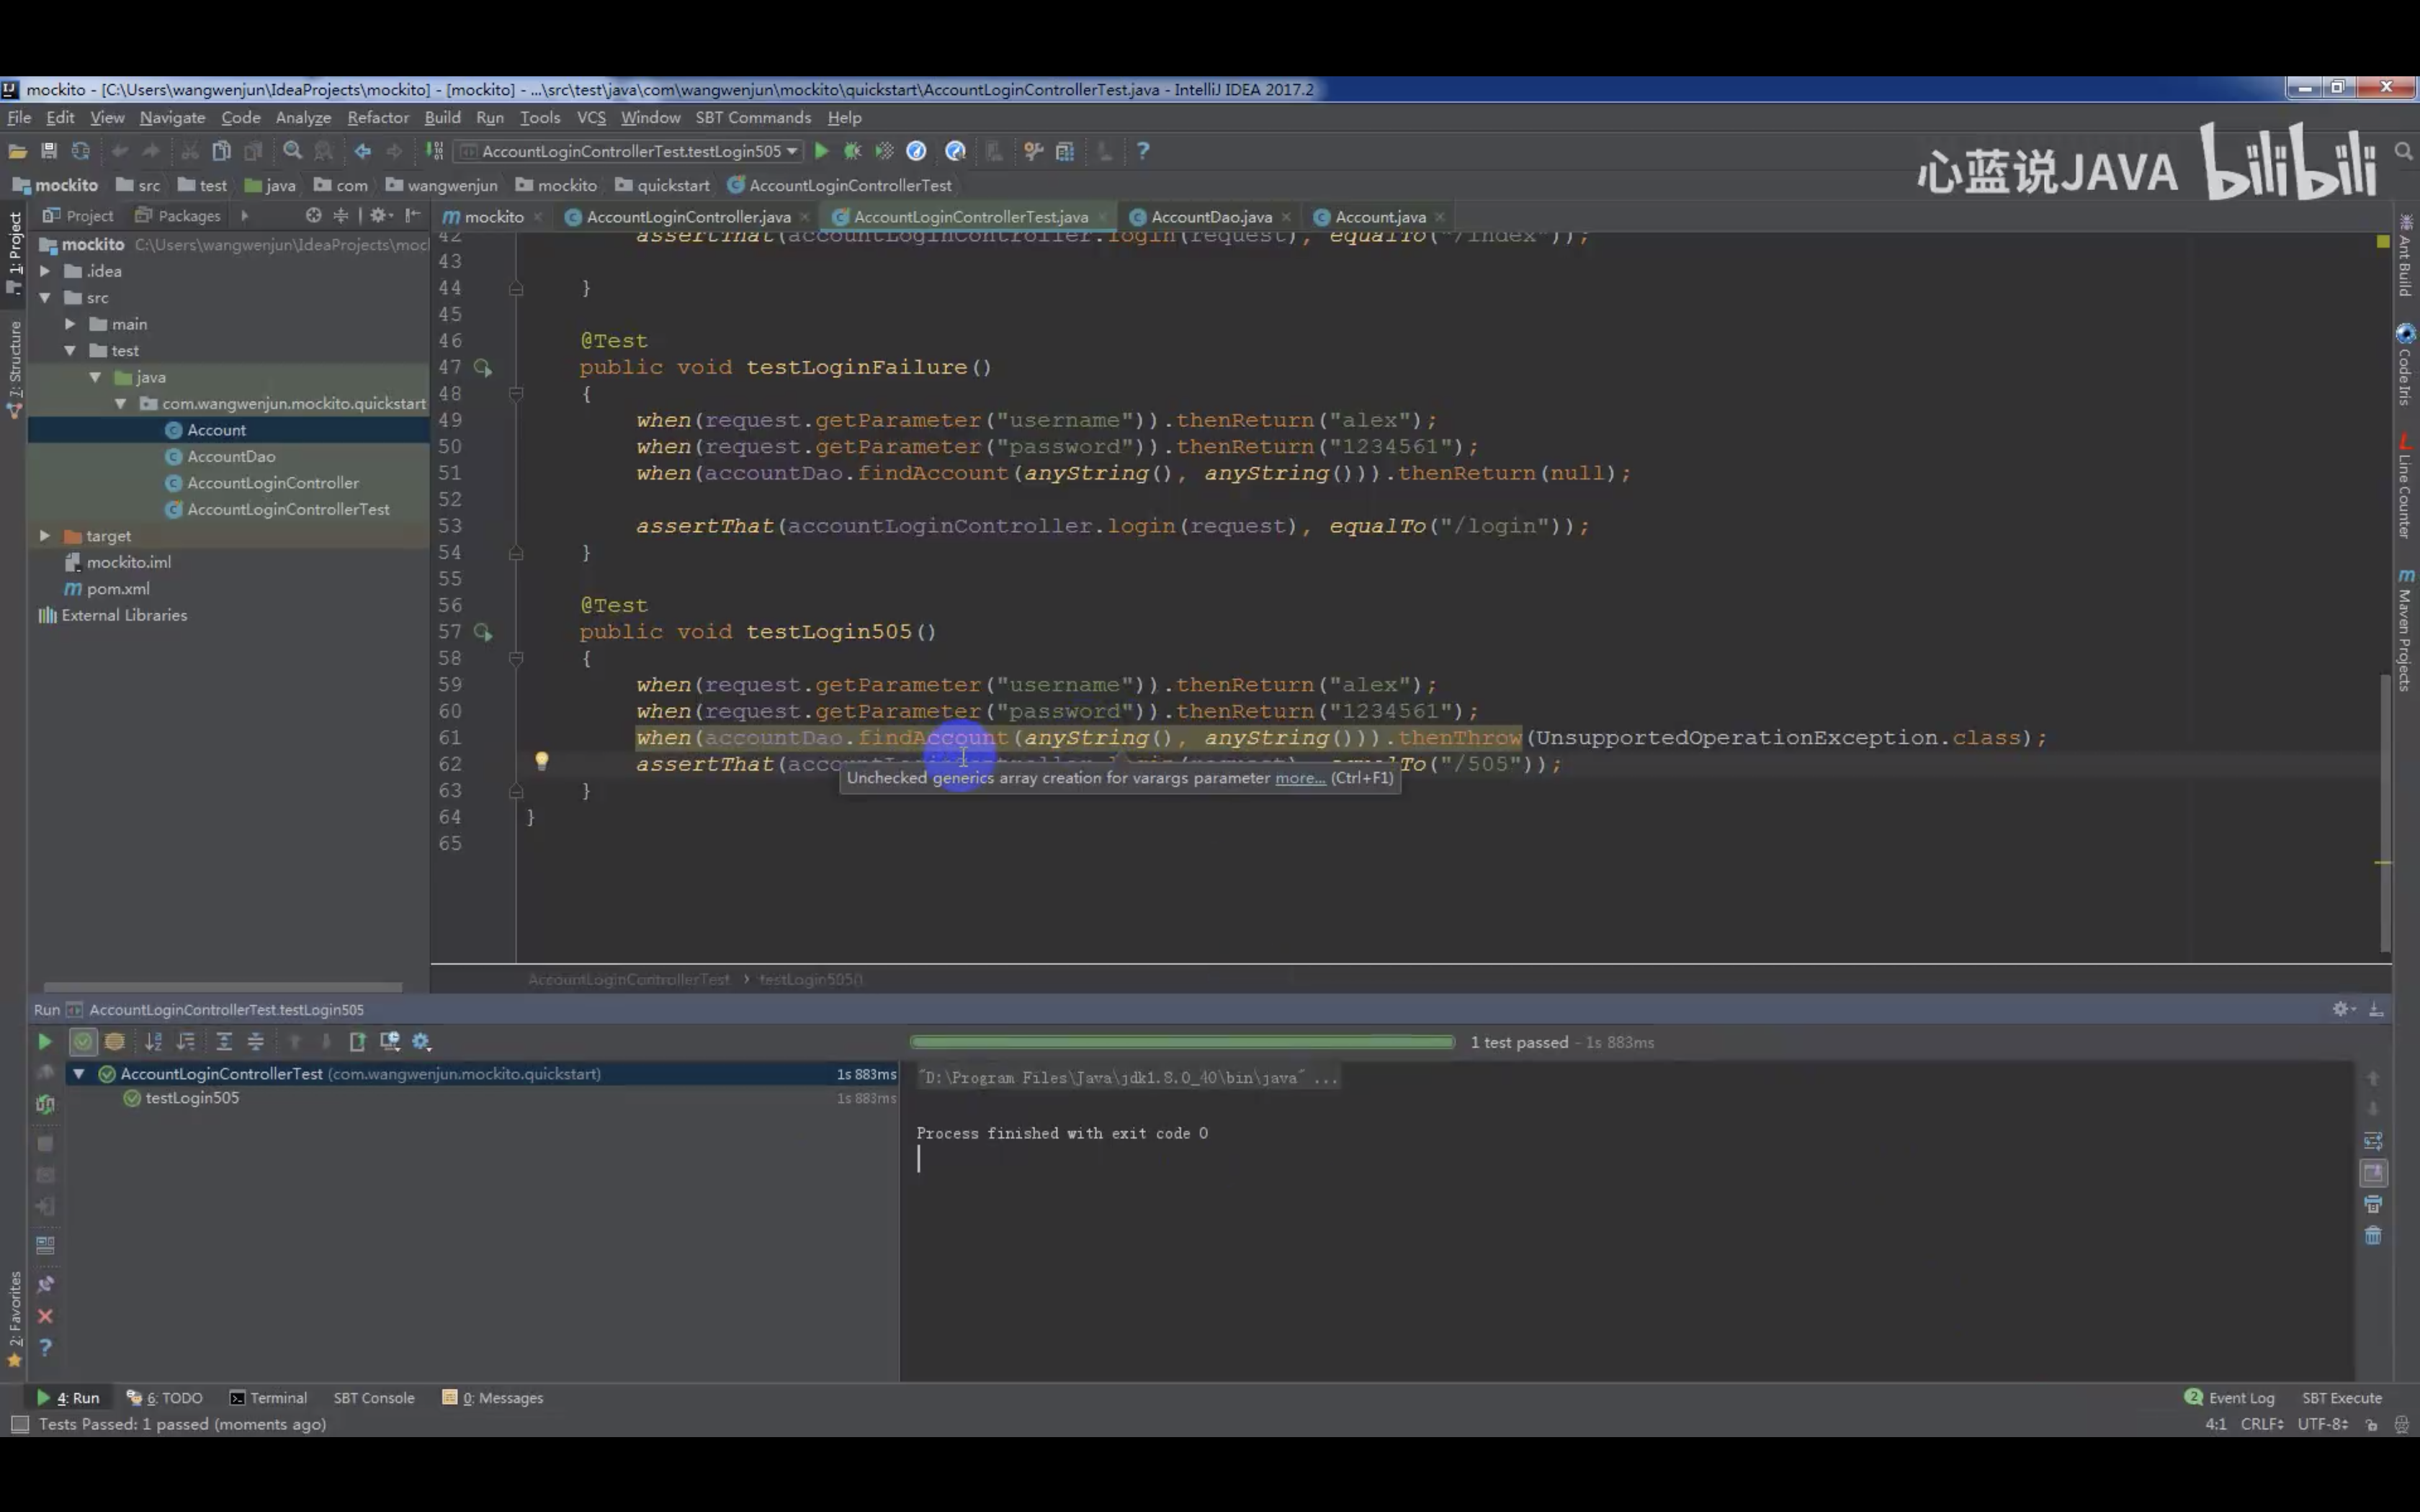 mockito - [C:\Users\wangwenjun\IdeaProjects\mockito] - [mockito] - ...\src\test\java\com\wangwenjun\mockito\quickstart\AccountLoginControllerTest.java - IntelliJ IDEA 2017.2
File Edit View Navigate Code Analyze Refactor Build Run Tools VCS Window SBT Commands Help
AccountLoginControllerTest.testLogin505
心蓝说JAVA bilibili
mockito src test java com wangwenjun mockito quickstart AccountLoginControllerTest
Project Packages
mockito AccountLoginController.java AccountLoginControllerTest.java AccountDao.java Account.java
1: Project
7: Structure
2: Favorites
mockito C:\Users\wangwenjun\IdeaProjects\moc
.idea
src
main
test
java
com.wangwenjun.mockito.quickstart
Account
AccountDao
AccountLoginController
AccountLoginControllerTest
target
mockito.iml
pom.xml
External Libraries
42 assertThat(accountLoginController.login(request), equalTo("/index"));
43
44 }
45
46 @Test
47 public void testLoginFailure()
48 {
49 when(request.getParameter("username")).thenReturn("alex");
50 when(request.getParameter("password")).thenReturn("1234561");
51 when(accountDao.findAccount(anyString(), anyString())).thenReturn(null);
52
53 assertThat(accountLoginController.login(request), equalTo("/login"));
54 }
55
56 @Test
57 public void testLogin505()
58 {
59 when(request.getParameter("username")).thenReturn("alex");
60 when(request.getParameter("password")).thenReturn("1234561");
61 when(accountDao.findAccount(anyString(), anyString())).thenThrow(UnsupportedOperationException.class);
62 assertThat( To("/505"));
Unchecked generics array creation for varargs parameter more... (Ctrl+F1)
63 }
64 }
65
AccountLoginControllerTest › testLogin505()
Ant Build
Code Iris
Line Counter
Maven Projects
Run AccountLoginControllerTest.testLogin505
1 test passed - 1s 883ms
AccountLoginControllerTest (com.wangwenjun.mockito.quickstart) 1s 883ms
testLogin505 1s 883ms
"D:\Program Files\Java\jdk1.8.0_40\bin\java" ...
Process finished with exit code 0
4: Run 6: TODO Terminal SBT Console 0: Messages
2 Event Log SBT Execute
Tests Passed: 1 passed (moments ago)
4:1 CRLF UTF-8